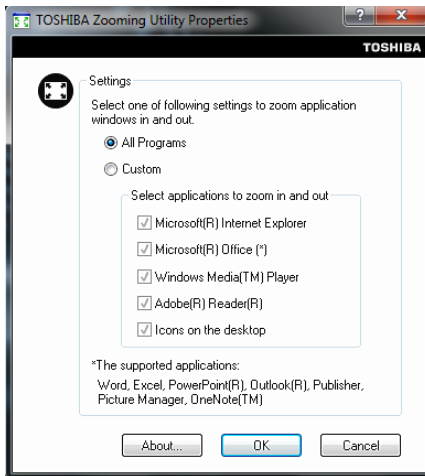 TOSHIBA Zooming Utility Properties
TOSHIBA
Settings
Select one of following settings to zoom application
windows in and out.
All Programs
Custom
Select applications to zoom in and out
Microsoft(R) Internet Explorer
Microsoft(R) Office (*)
Windows Media(TM) Player
Adobe(R) Reader(R)
Icons on the desktop
*The supported applications:
Word, Excel, PowerPoint(R), Outlook(R), Publisher,
Picture Manager, OneNote(TM)
About... OK Cancel